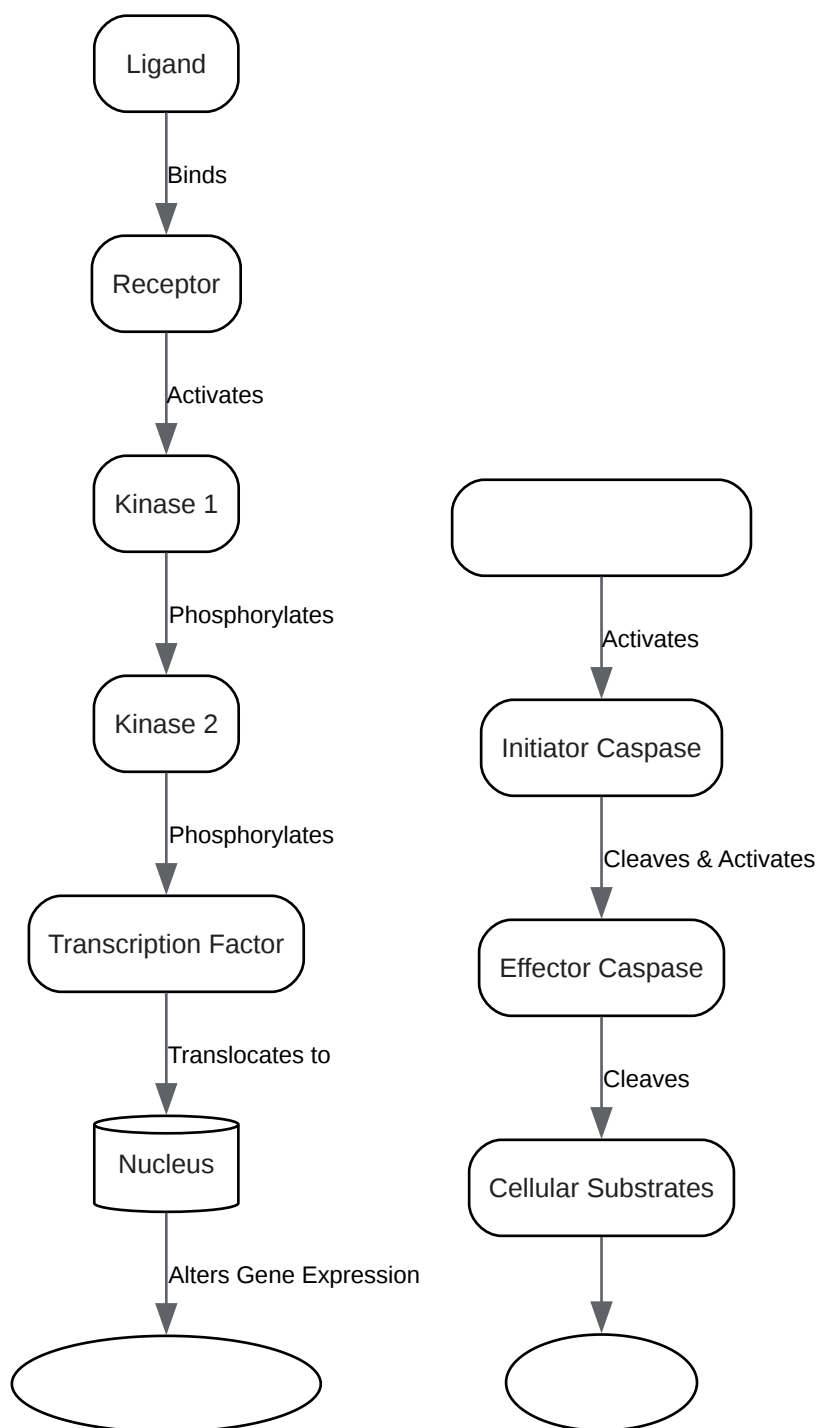 Ligand
Binds
Receptor
Activates
Kinase 1
Phosphorylates
Kinase 2
Phosphorylates
Transcription Factor
Translocates to
Nucleus
Alters Gene Expression
Activates
Initiator Caspase
Cleaves & Activates
Effector Caspase
Cleaves
Cellular Substrates